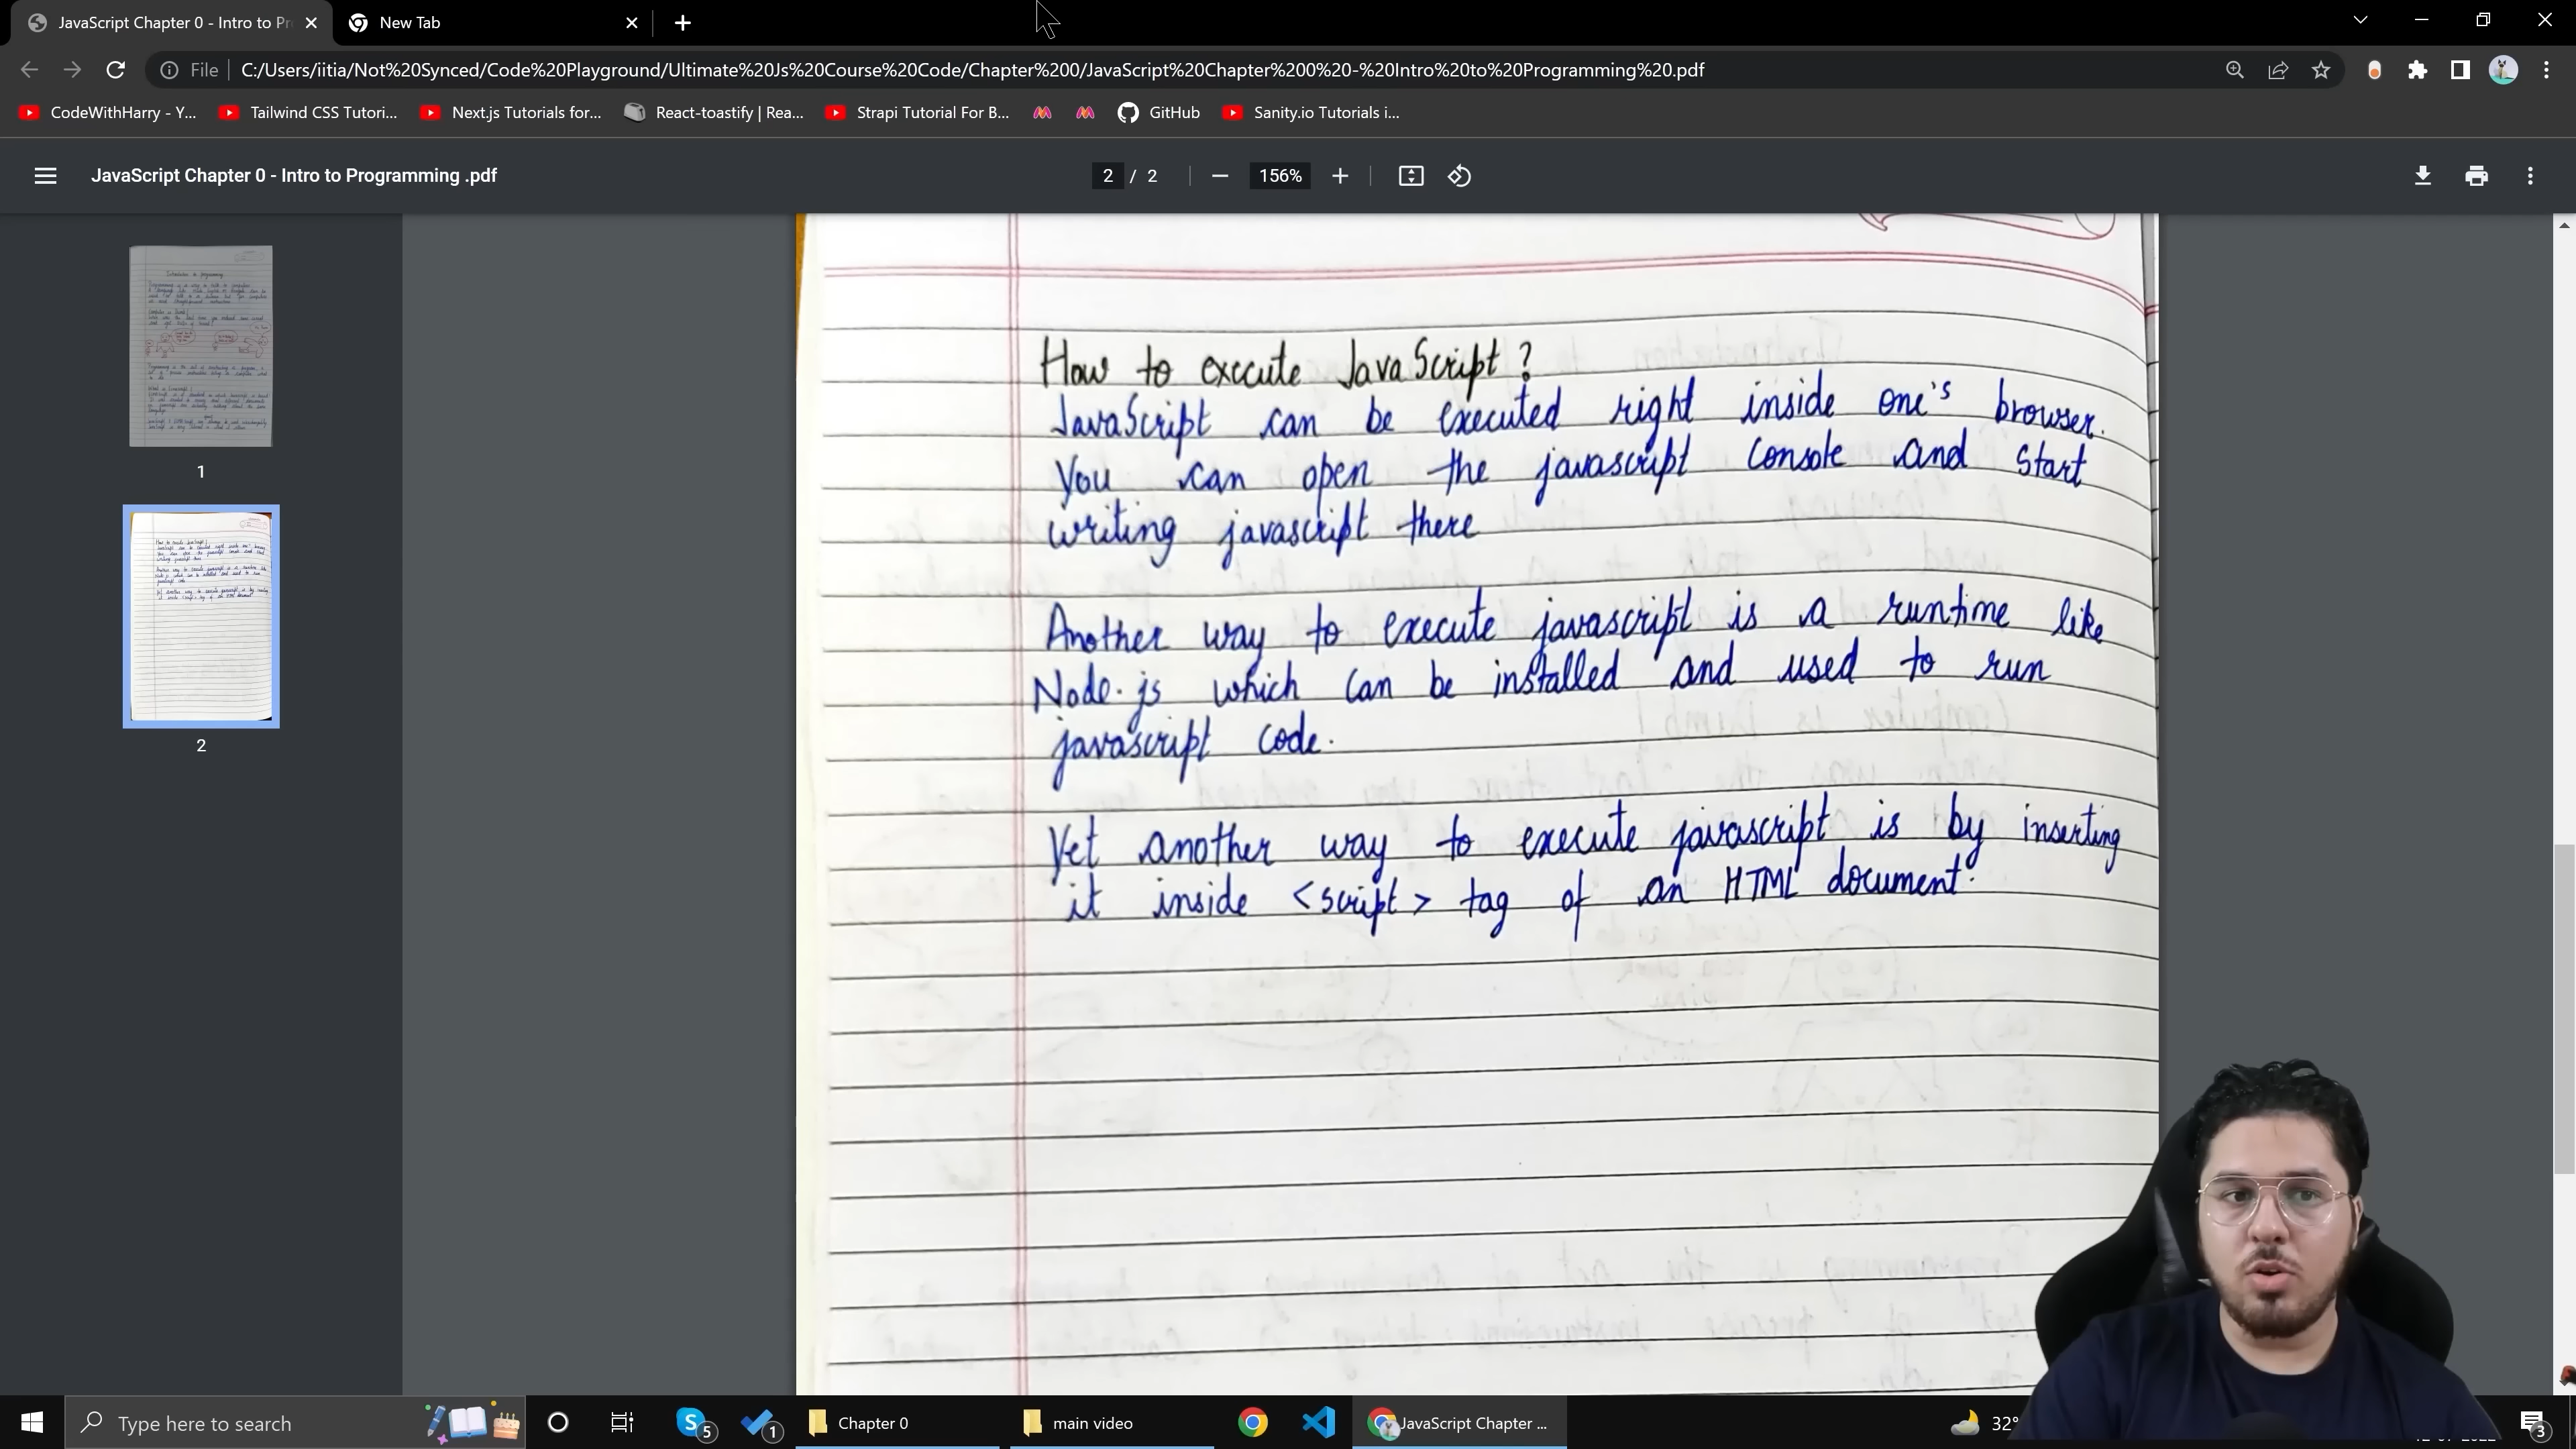 JavaScript Chapter 0 - Intro to Pr
New Tab
File
C:/Users/iitia/Not%20Synced/Code%20Playground/Ultimate%20Js%20Course%20Code/Chapter%200/JavaScript%20Chapter%200%20-%20Intro%20to%20Programming%20.pdf
CodeWithHarry - Y...
Tailwind CSS Tutori...
Next.js Tutorials for...
React-toastify | Rea...
Strapi Tutorial For B...
GitHub
Sanity.io Tutorials i...
JavaScript Chapter 0 - Intro to Programming .pdf
2 / 2
156%
1
2
How to execute JavaScript?
JavaScript can be executed right inside one's browser.
You can open the javascript console and start
writing javascript there
Another way to execute javascript is a runtime like
Node.js which can be installed and used to run
javascript code.
Yet another way to execute javascript is by inserting
it inside <script> tag of an HTML document.
Type here to search
5
1
Chapter 0
main video
JavaScript Chapter ...
32°
3